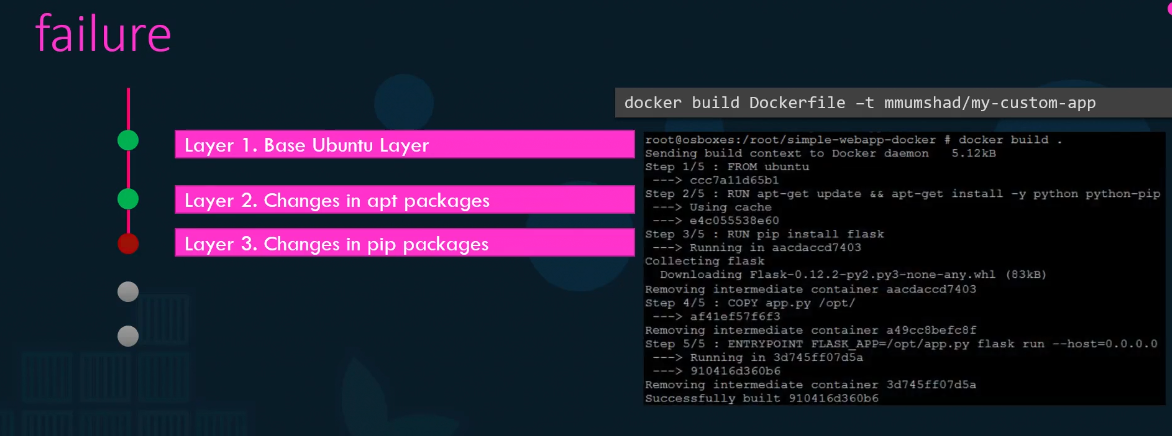 failure
docker build Dockerfile –t mmumshad/my-custom-app
Layer 1. Base Ubuntu Layer
Layer 2. Changes in apt packages
Layer 3. Changes in pip packages
root@osboxes:/root/simple-webapp-docker # docker build .
Sending build context to Docker daemon   5.12kB
Step 1/5 : FROM ubuntu
 ---> ccc7a11d65b1
Step 2/5 : RUN apt-get update && apt-get install -y python python-pip
 ---> Using cache
 ---> e4c055538e60
Step 3/5 : RUN pip install flask
 ---> Running in aacdaccd7403
Collecting flask
  Downloading Flask-0.12.2-py2.py3-none-any.whl (83kB)
Removing intermediate container aacdaccd7403
Step 4/5 : COPY app.py /opt/
 ---> af41ef57f6f3
Removing intermediate container a49cc8befc8f
Step 5/5 : ENTRYPOINT FLASK_APP=/opt/app.py flask run --host=0.0.0.0
 ---> Running in 3d745ff07d5a
 ---> 910416d360b6
Removing intermediate container 3d745ff07d5a
Successfully built 910416d360b6